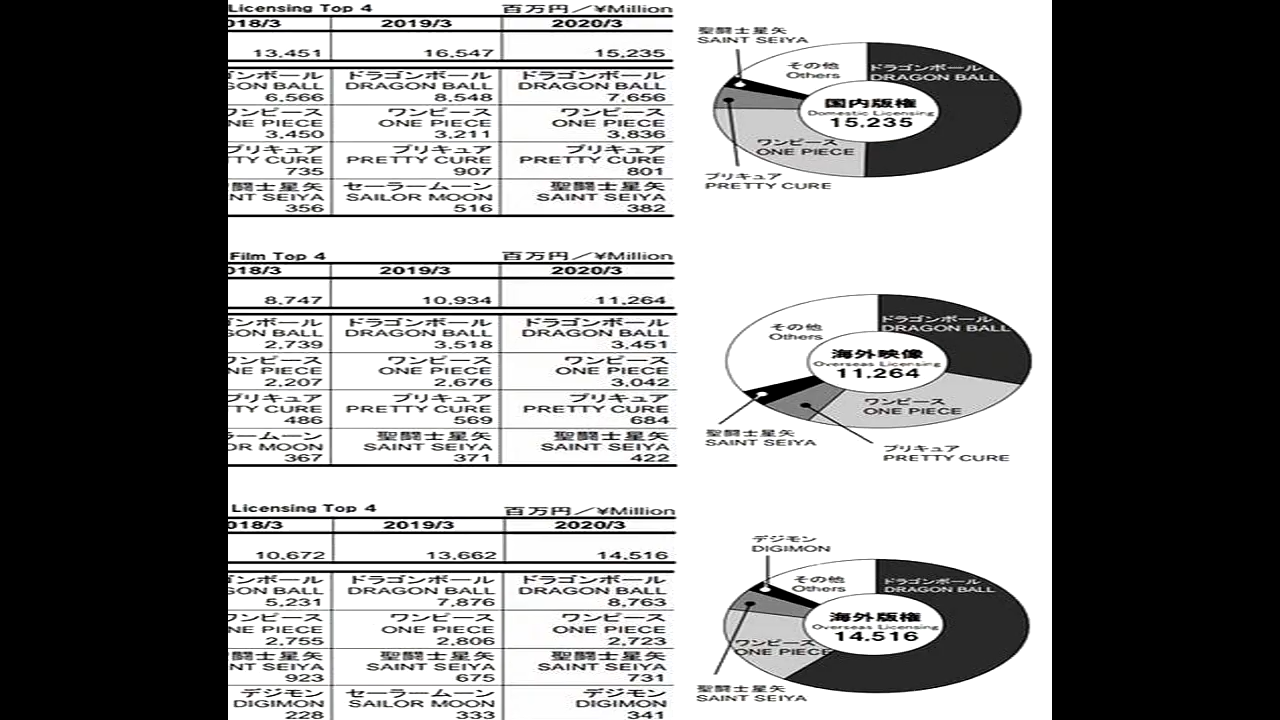 Licensing Top 4 百万円／¥Million
018/3 2019/3 2020/3
13,451 16,547 15,235
ゴンボール ドラゴンボール ドラゴンボール
GON BALL DRAGON BALL DRAGON BALL
6,566 8,548 7,656
ワンピース ワンピース ワンピース
NE PIECE ONE PIECE ONE PIECE
3,450 3,211 3,836
プリキュア プリキュア プリキュア
TTY CURE PRETTY CURE PRETTY CURE
735 907 801
聖闘士星矢 セーラームーン 聖闘士星矢
NT SEIYA SAILOR MOON SAINT SEIYA
356 516 382
聖闘士星矢
SAINT SEIYA
その他
Others
ドラゴンボール
DRAGON BALL
国内版権
Domestic Licensing
15,235
ワンピース
ONE PIECE
プリキュア
PRETTY CURE
Film Top 4 百万円／¥Million
018/3 2019/3 2020/3
8,747 10,934 11,264
ゴンボール ドラゴンボール ドラゴンボール
GON BALL DRAGON BALL DRAGON BALL
2,739 3,518 3,451
ワンピース ワンピース ワンピース
NE PIECE ONE PIECE ONE PIECE
2,207 2,676 3,042
プリキュア プリキュア プリキュア
TTY CURE PRETTY CURE PRETTY CURE
486 569 684
ラームーン 聖闘士星矢 聖闘士星矢
OR MOON SAINT SEIYA SAINT SEIYA
367 371 422
その他
Others
ドラゴンボール
DRAGON BALL
海外映像
Overseas Licensing
11,264
ワンピース
ONE PIECE
聖闘士星矢
SAINT SEIYA
プリキュア
PRETTY CURE
Licensing Top 4 百万円／¥Million
018/3 2019/3 2020/3
10,672 13,662 14,516
ゴンボール ドラゴンボール ドラゴンボール
GON BALL DRAGON BALL DRAGON BALL
5,231 7,876 8,763
ワンピース ワンピース ワンピース
NE PIECE ONE PIECE ONE PIECE
2,755 2,806 2,723
聖闘士星矢 聖闘士星矢 聖闘士星矢
NT SEIYA SAINT SEIYA SAINT SEIYA
923 675 731
デジモン セーラームーン デジモン
DIGIMON SAILOR MOON DIGIMON
228 333 341
デジモン
DIGIMON
その他
Others
ドラゴンボール
DRAGON BALL
海外版権
Overseas Licensing
14,516
ワンピース
ONE PIECE
聖闘士星矢
SAINT SEIYA